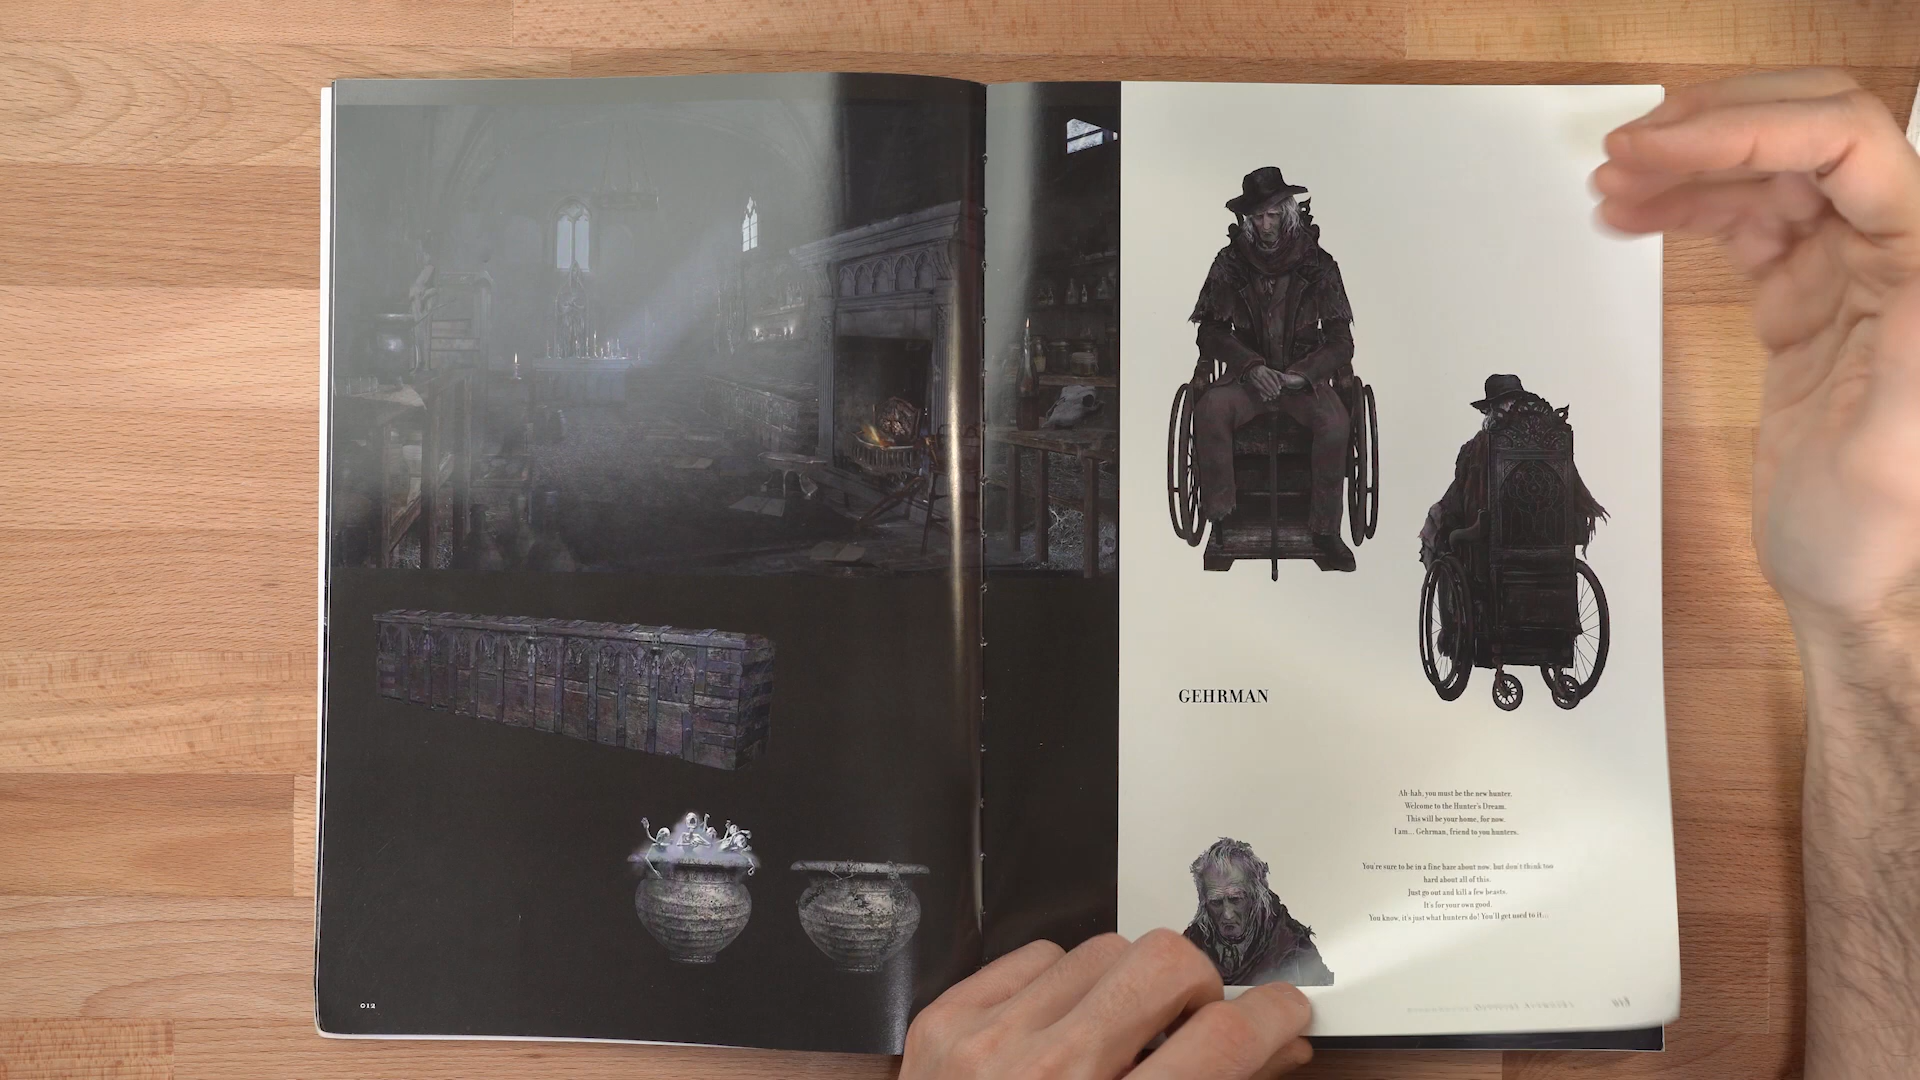 GEHRMAN
Ah-hah, you must be the new hunter.
Welcome to the Hunter's Dream.
This will be your home, for now.
I am... Gehrman, friend to you hunters.
You're sure to be in a fine haze about now, but don't think too
hard about all of this.
Just go out and kill a few beasts.
It's for your own good.
You know, it's just what hunters do! You'll get used to it...
012